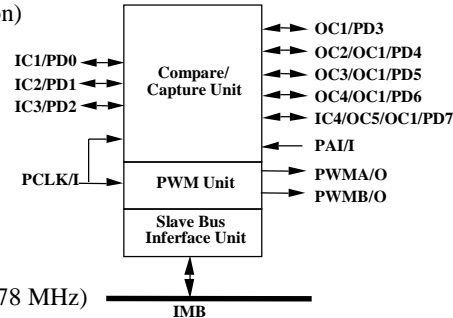 on)
IC1/PD0
IC2/PD1
IC3/PD2
PCLK/I
Compare/
Capture Unit
PWM Unit
Slave Bus
Inferface Unit
OC1/PD3
OC2/OC1/PD4
OC3/OC1/PD5
OC4/OC1/PD6
IC4/OC5/OC1/PD7
PAI/I
PWMA/O
PWMB/O
78 MHz)
IMB